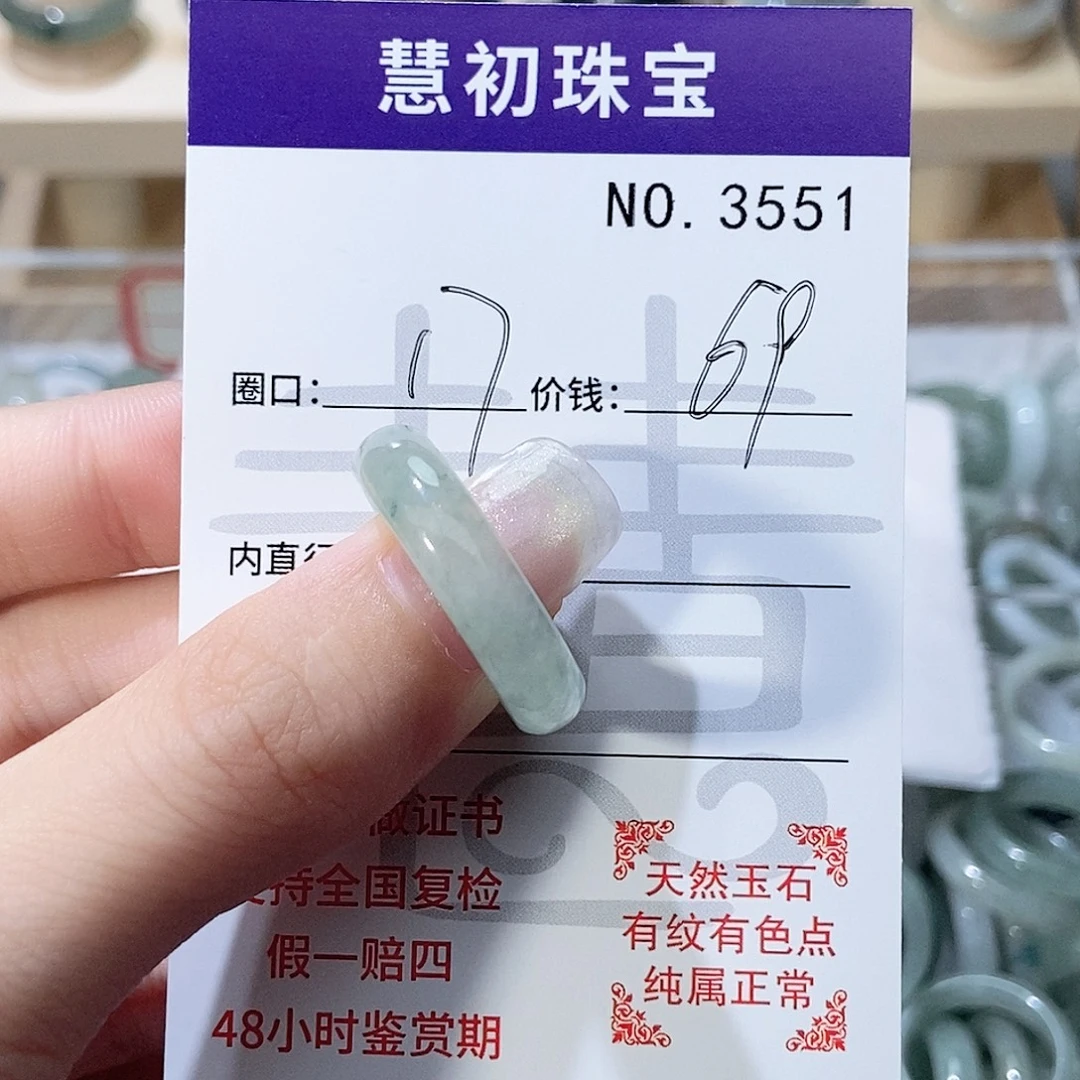 慧初珠宝
NO. 3551
圈口: 17 价钱: 59
内直
证书
持全国复检
假一赔四
48小时鉴赏期
天然玉石
有纹有色点
纯属正常